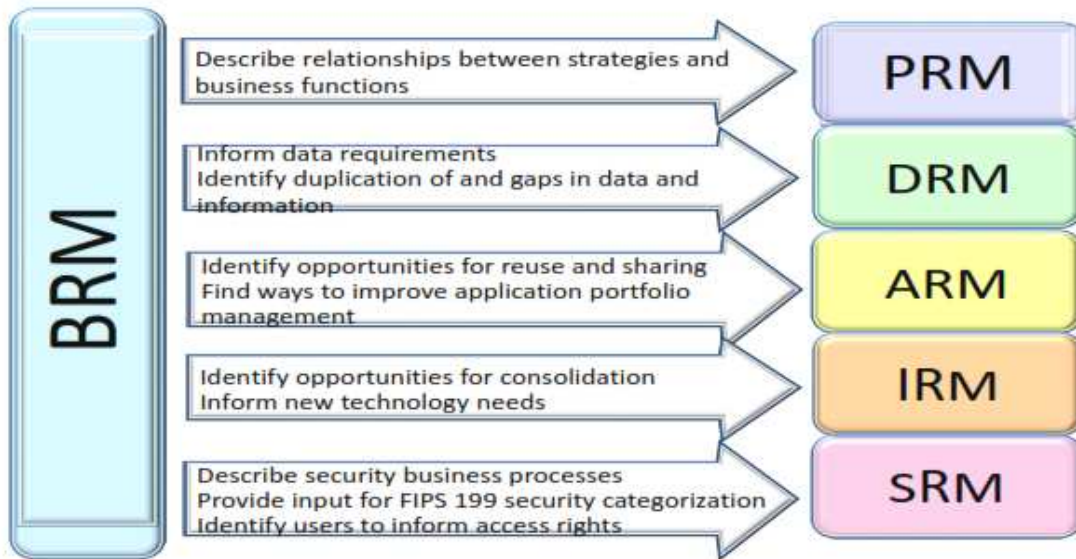 BRM
Describe relationships between strategies and
business functions
PRM
Inform data requirements
Identify duplication of and gaps in data and
information
DRM
Identify opportunities for reuse and sharing
Find ways to improve application portfolio
management
ARM
Identify opportunities for consolidation
Inform new technology needs
IRM
Describe security business processes
Provide input for FIPS 199 security categorization
Identify users to inform access rights
sRM